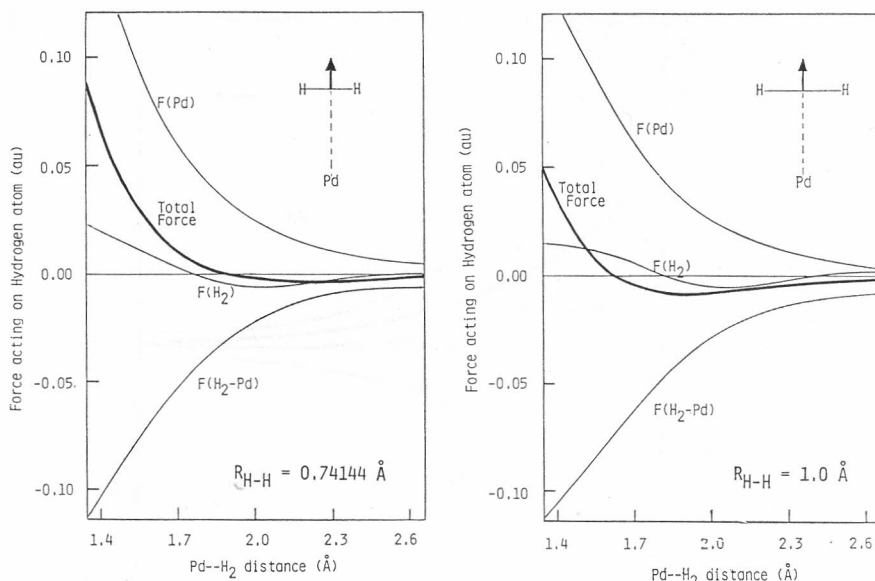 Force acting on Hydrogen atom (au)
0.10
0.05
0.00
-0.05
-0.10
F(Pd)
Total
Force
F(H2)
F(H2-Pd)
H H
Pd
RH-H = 0.74144 Å
1.4 1.7 2.0 2.3 2.6
Pd--H2 distance (Å)
Force acting on Hydrogen atom (au)
0.10
0.05
0.00
-0.05
-0.10
F(Pd)
Total
Force
F(H2)
F(H2-Pd)
H H
Pd
RH-H = 1.0 Å
1.4 1.7 2.0 2.3 2.6
Pd--H2 distance (Å)